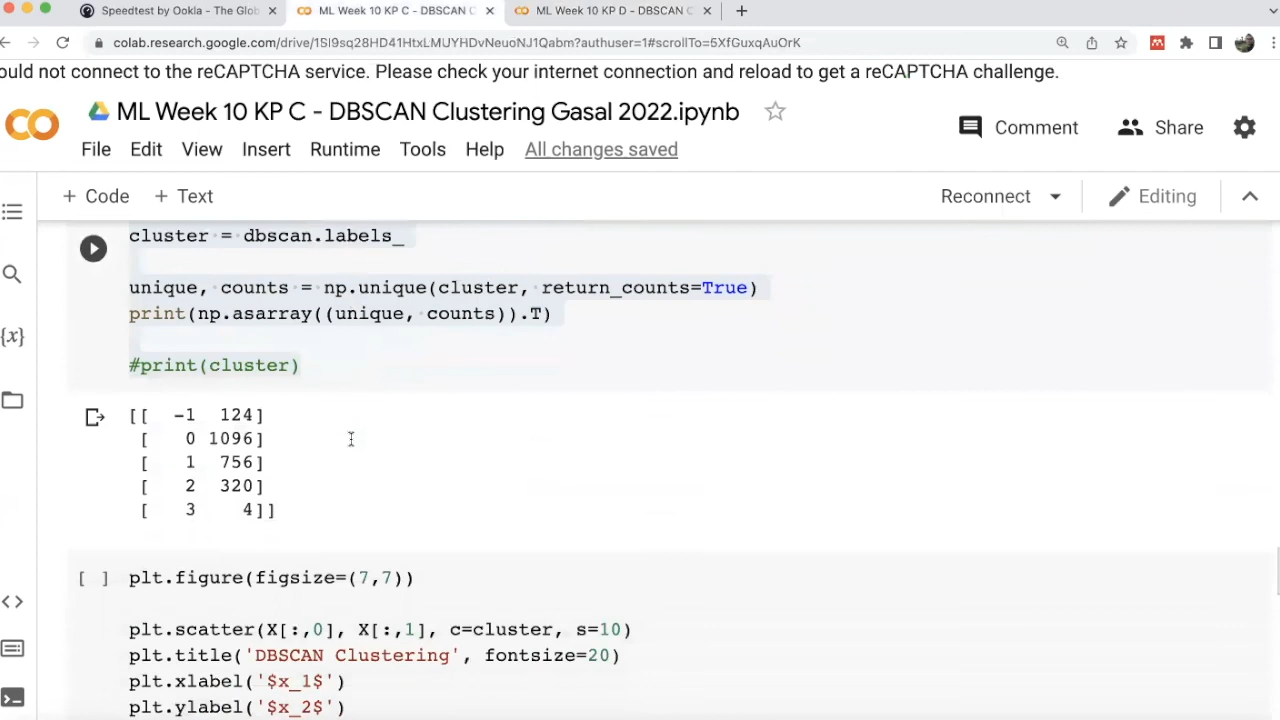 Speedtest by Ookla - The Glob
ML Week 10 KP C - DBSCAN C
ML Week 10 KP D - DBSCAN C
colab.research.google.com/drive/1Sl9sq28HD41HtxLMUYHDvNeuoNJ1Qabm?authuser=1#scrollTo=5XfGuxqAuOrK
ould not connect to the reCAPTCHA service. Please check your internet connection and reload to get a reCAPTCHA challenge.
ML Week 10 KP C - DBSCAN Clustering Gasal 2022.ipynb
Comment
Share
File Edit View Insert Runtime Tools Help All changes saved
+ Code + Text
Reconnect
Editing
cluster = dbscan.labels_
unique, counts = np.unique(cluster, return_counts=True)
print(np.asarray((unique, counts)).T)
#print(cluster)
[[ -1 124]
[ 0 1096]
[ 1 756]
[ 2 320]
[ 3 4]]
[ ] plt.figure(figsize=(7,7))
plt.scatter(X[:,0], X[:,1], c=cluster, s=10)
plt.title('DBSCAN Clustering', fontsize=20)
plt.xlabel('$x_1$')
plt.ylabel('$x_2$')